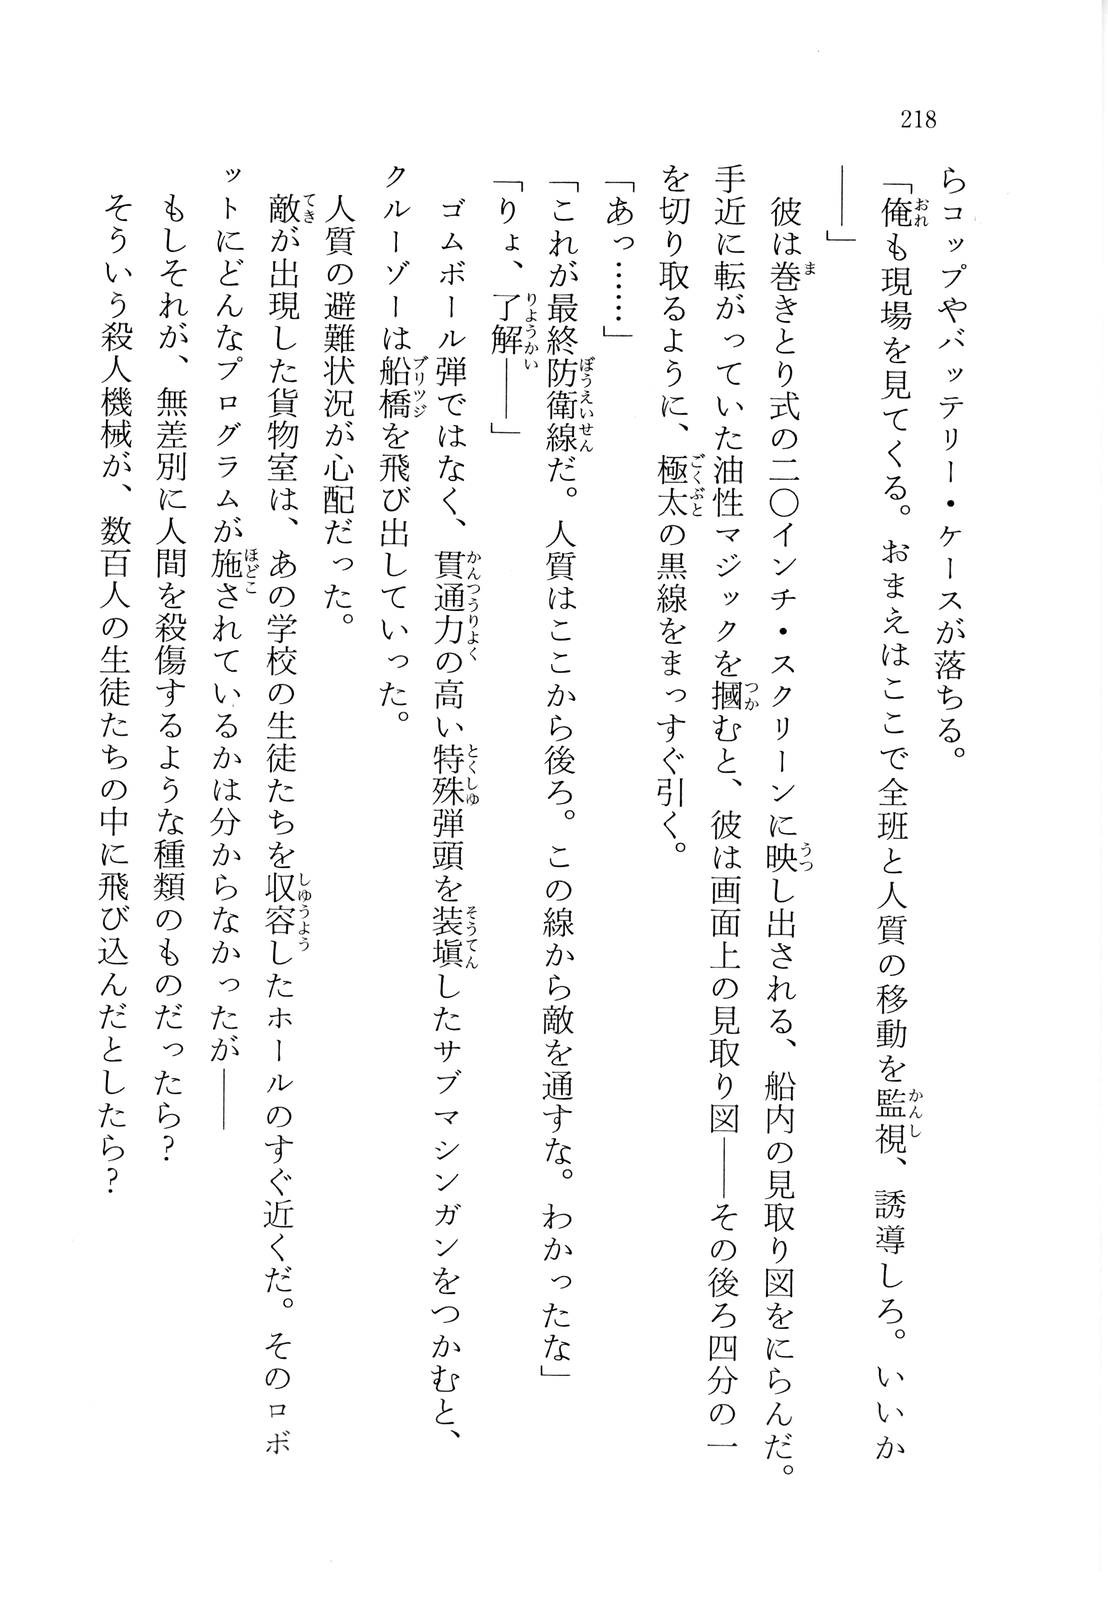 218
らコップやバッテリー・ケースが落ちる。
「俺も現場を見てくる。おまえはここで全班と人質の移動を監視、誘導しろ。いいか
――」
彼は巻きとり式の二〇インチ・スクリーンに映し出される、船内の見取り図をにらんだ。
手近に転がっていた油性マジックを摑むと、彼は画面上の見取り図――その後ろ四分の一
を切り取るように、極太の黒線をまっすぐ引く。
「あっ……」
「これが最終防衛線だ。人質はここから後ろ。この線から敵を通すな。わかったな」
「りょ、了解――」
ゴムボール弾ではなく、貫通力の高い特殊弾頭を装塡したサブマシンガンをつかむと、
クルーゾーは船橋を飛び出していった。
人質の避難状況が心配だった。
敵が出現した貨物室は、あの学校の生徒たちを収容したホールのすぐ近くだ。そのロボ
ットにどんなプログラムが施されているかは分からなかったが――
もしそれが、無差別に人間を殺傷するような種類のものだったら？
そういう殺人機械が、数百人の生徒たちの中に飛び込んだとしたら？